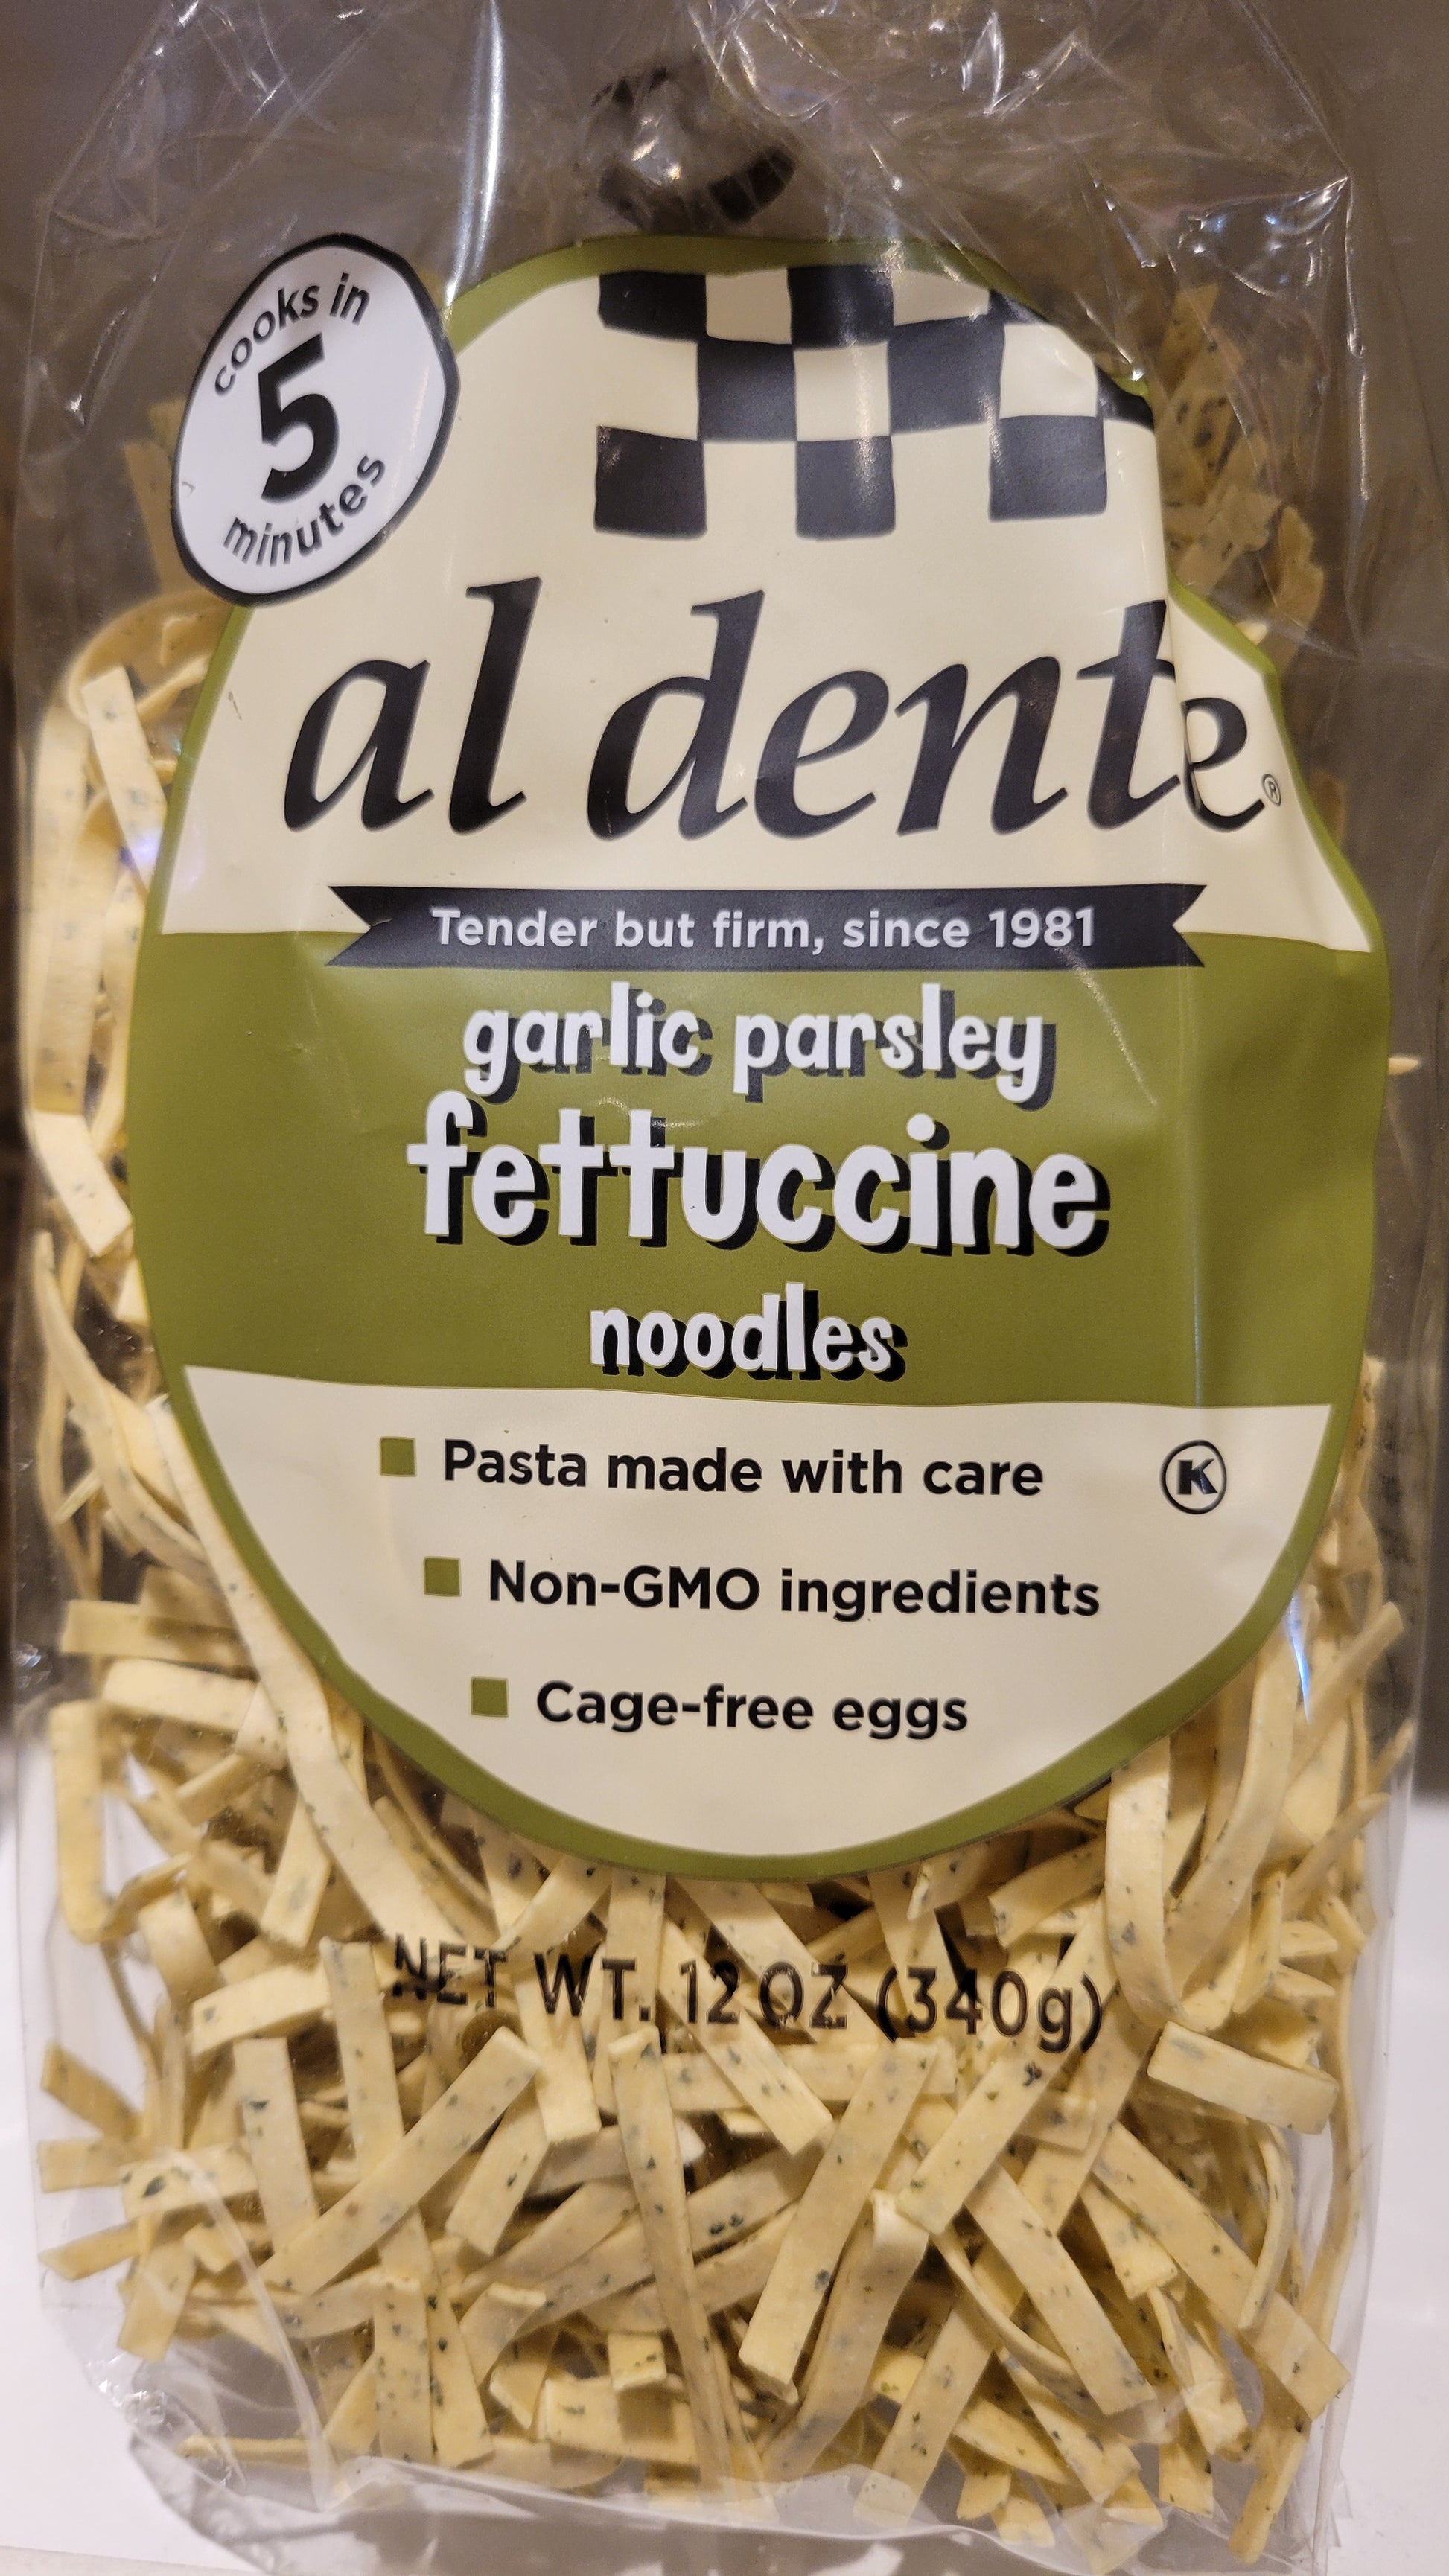 cooks in
5
minutes
al dente®
Tender but firm, since 1981
garlic parsley
fettuccine
noodles
Pasta made with care
K
Non-GMO ingredients
Cage-free eggs
NET WT. 12 OZ (340g)